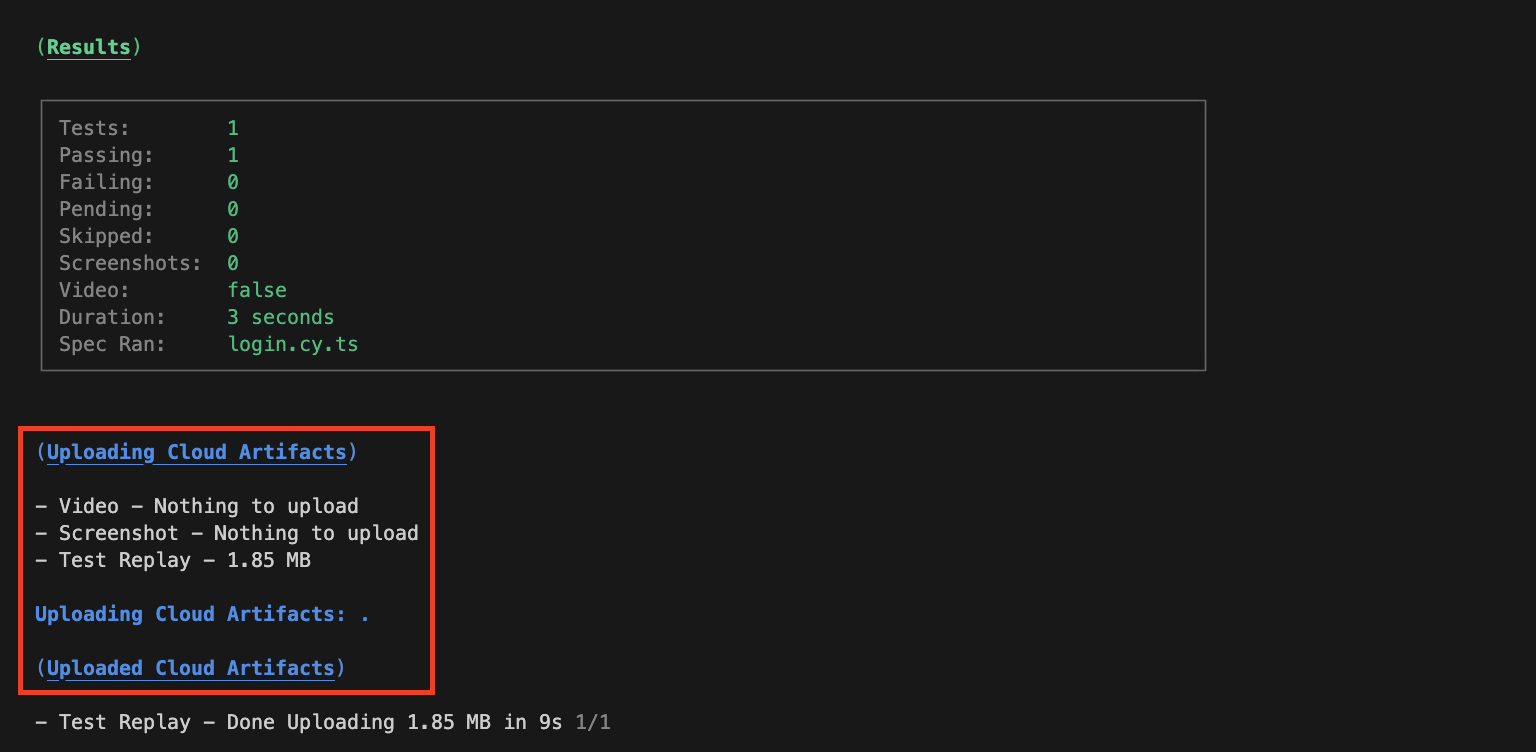 (Results)
Tests: 1
Passing: 1
Failing: 0
Pending: 0
Skipped: 0
Screenshots: 0
Video: false
Duration: 3 seconds
Spec Ran: login.cy.ts
(Uploading Cloud Artifacts)
– Video – Nothing to upload
– Screenshot – Nothing to upload
– Test Replay – 1.85 MB
Uploading Cloud Artifacts: .
(Uploaded Cloud Artifacts)
– Test Replay – Done Uploading 1.85 MB in 9s 1/1